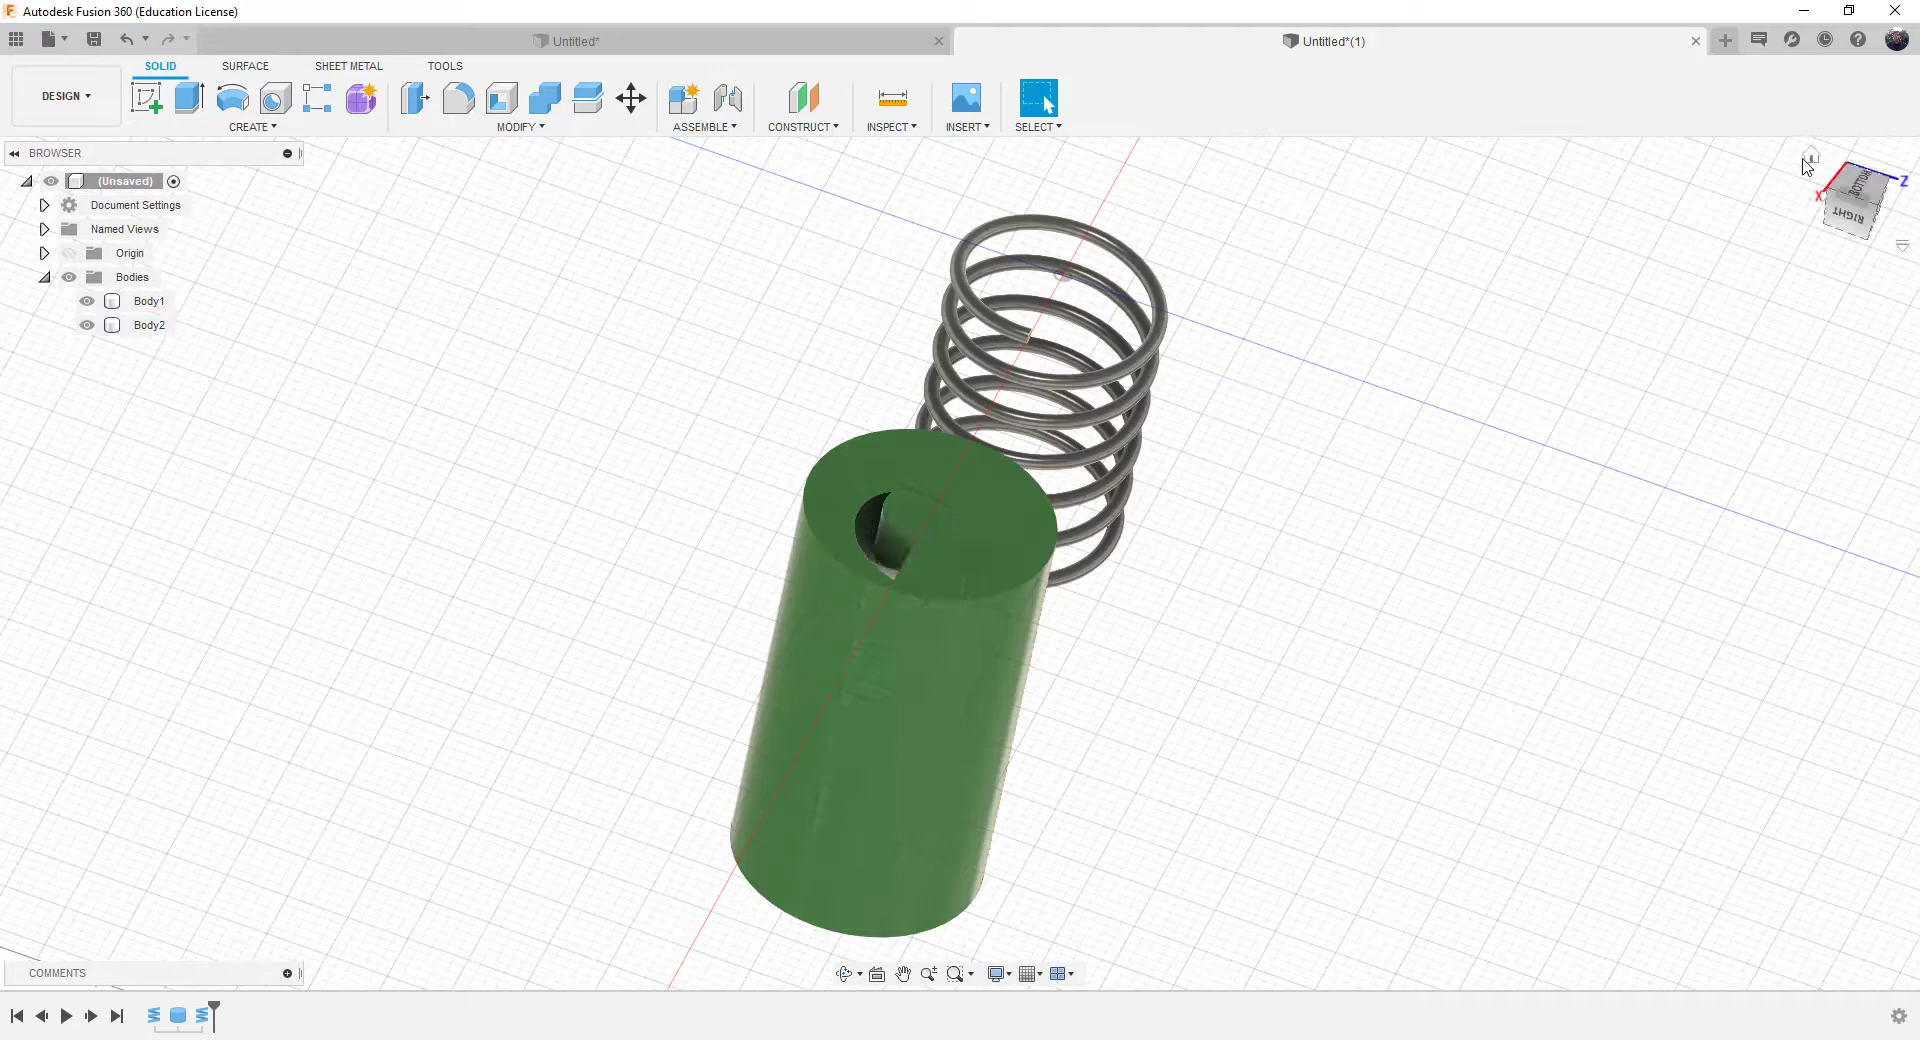 Autodesk Fusion 360 (Education License)
Untitled*
Untitled*(1)
SOLID
SURFACE
SHEET METAL
TOOLS
DESIGN
CREATE
MODIFY
ASSEMBLE
CONSTRUCT
INSPECT
INSERT
SELECT
BROWSER
(Unsaved)
Document Settings
Named Views
Origin
Bodies
Body1
Body2
BOTTOM
RIGHT
X
Z
COMMENTS